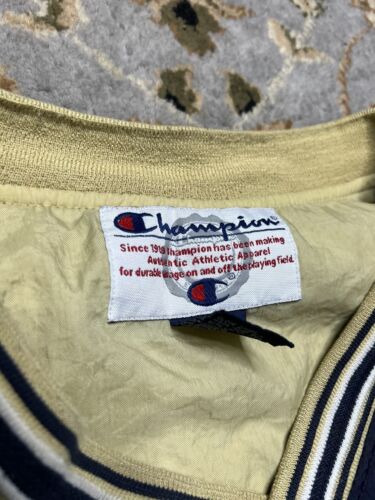 Champion
Since 1919 Champion has been making
Authentic Athletic Apparel
for durable usage on and off the playing field.
®